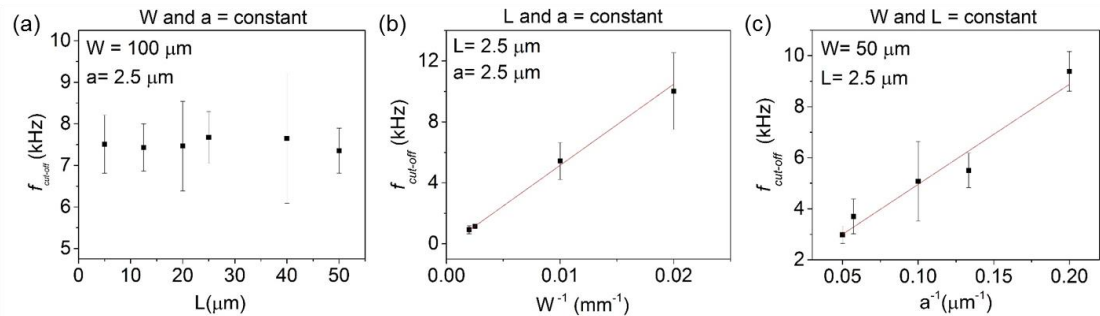 (a) W and a = constant
W = 100 μm
a = 2.5 μm
f cut-off (kHz)
10
9
8
7
6
5
0 10 20 30 40 50
L(μm)
(b) L and a = constant
L= 2.5 μm
a= 2.5 μm
f cut-off (kHz)
12
8
4
0
0.00 0.01 0.02
W⁻¹ (mm⁻¹)
(c) W and L = constant
W= 50 μm
L= 2.5 μm
f cut-off (kHz)
10
8
6
4
2
0.05 0.10 0.15 0.20
a⁻¹(μm⁻¹)